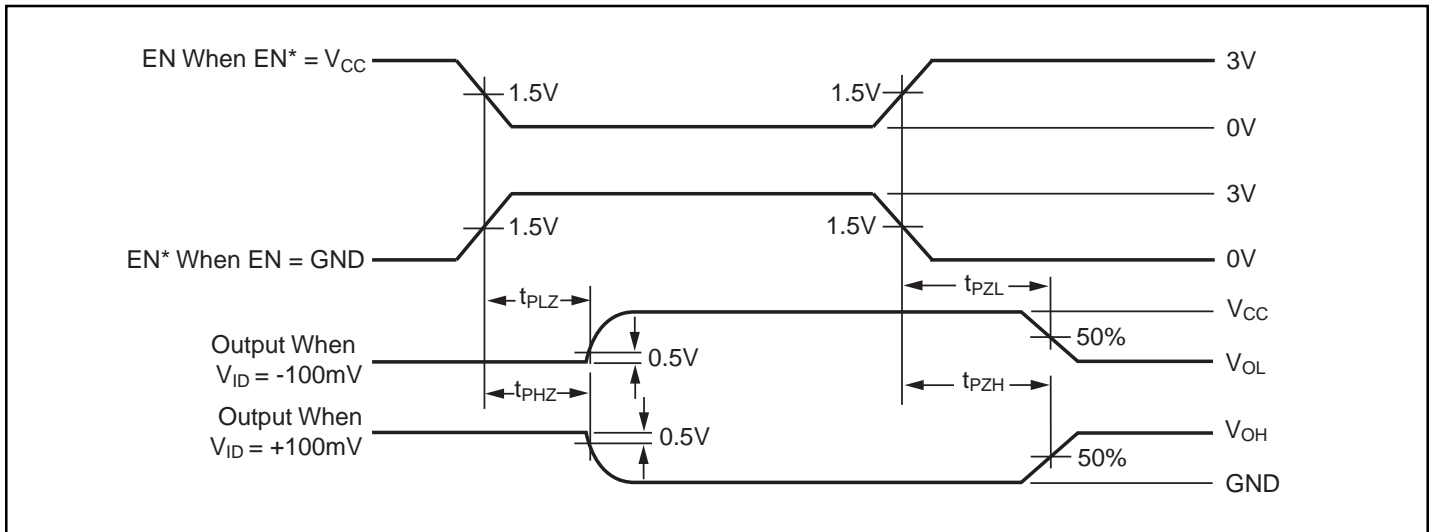 EN When EN* = VCC
3V
1.5V
1.5V
0V
3V
1.5V
1.5V
EN* When EN = GND
0V
tPLZ
tPZL
VCC
Output When
VID = -100mV
0.5V
50%
VOL
tPHZ
tPZH
Output When
VID = +100mV
0.5V
VOH
50%
GND